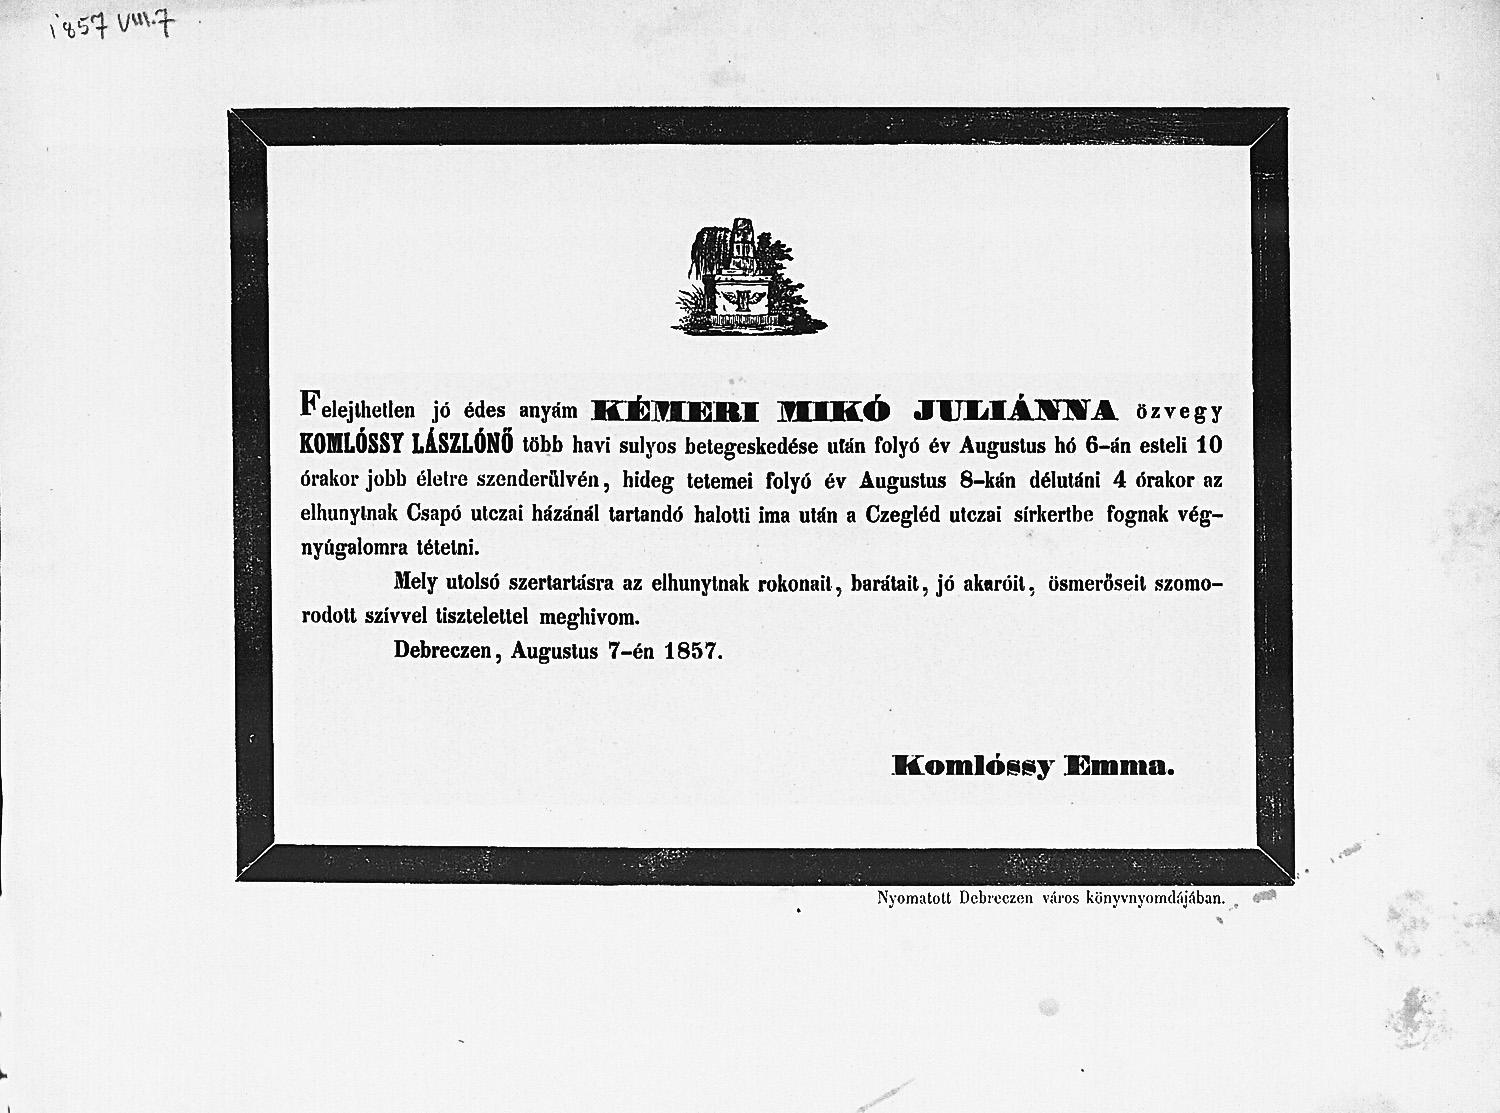 1857 VIII.7
Felejthetlen jó édes anyám KÉMERI MIKÓ JULIÁNNA özvegy
KOMLÓSSY LÁSZLÓNŐ több havi sulyos betegeskedése után folyó év Augustus hó 6-án esteli 10
órakor jobb életre szenderülvén, hideg tetemei folyó év Augustus 8-kán délutáni 4 órakor az
elhunytnak Csapó utczai házánál tartandó halotti ima után a Czegléd utczai sírkertbe fognak vég-
nyúgalomra tétetni.
Mely utolsó szertartásra az elhunytnak rokonait, barátait, jó akaróit, ösmerőseit szomo-
rodott szívvel tisztelettel meghivom.
Debreczen, Augustus 7-én 1857.
Komlóssy Emma.
Nyomatott Debreczen város könyvnyomdájában.